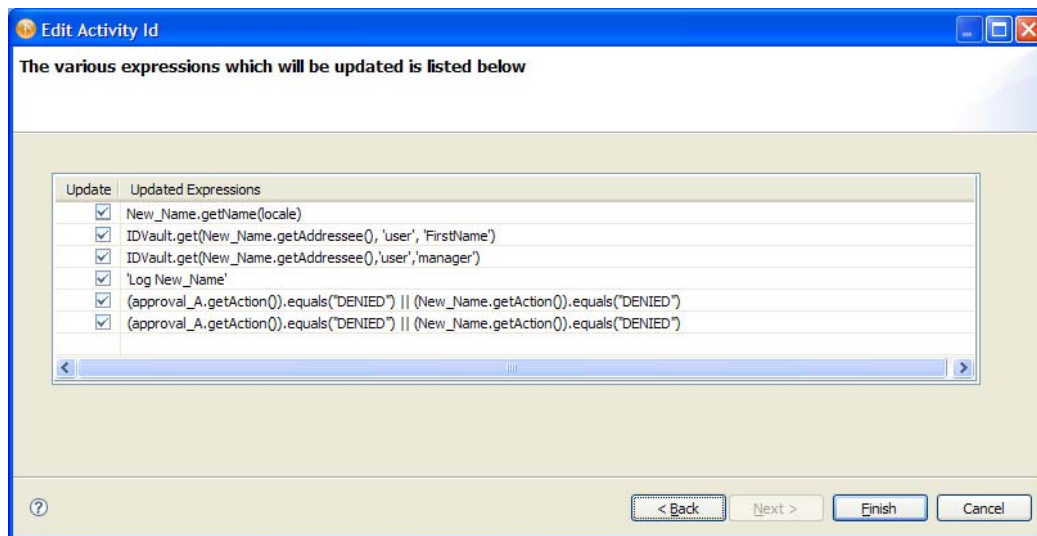 Edit Activity Id
The various expressions which will be updated is listed below
Update Updated Expressions
New_Name.getName(locale)
IDVault.get(New_Name.getAddressee(), 'user', 'FirstName')
IDVault.get(New_Name.getAddressee(),'user','manager')
'Log New_Name'
(approval_A.getAction()).equals("DENIED") || (New_Name.getAction()).equals("DENIED")
(approval_A.getAction()).equals("DENIED") || (New_Name.getAction()).equals("DENIED")
? < Back Next > Finish Cancel